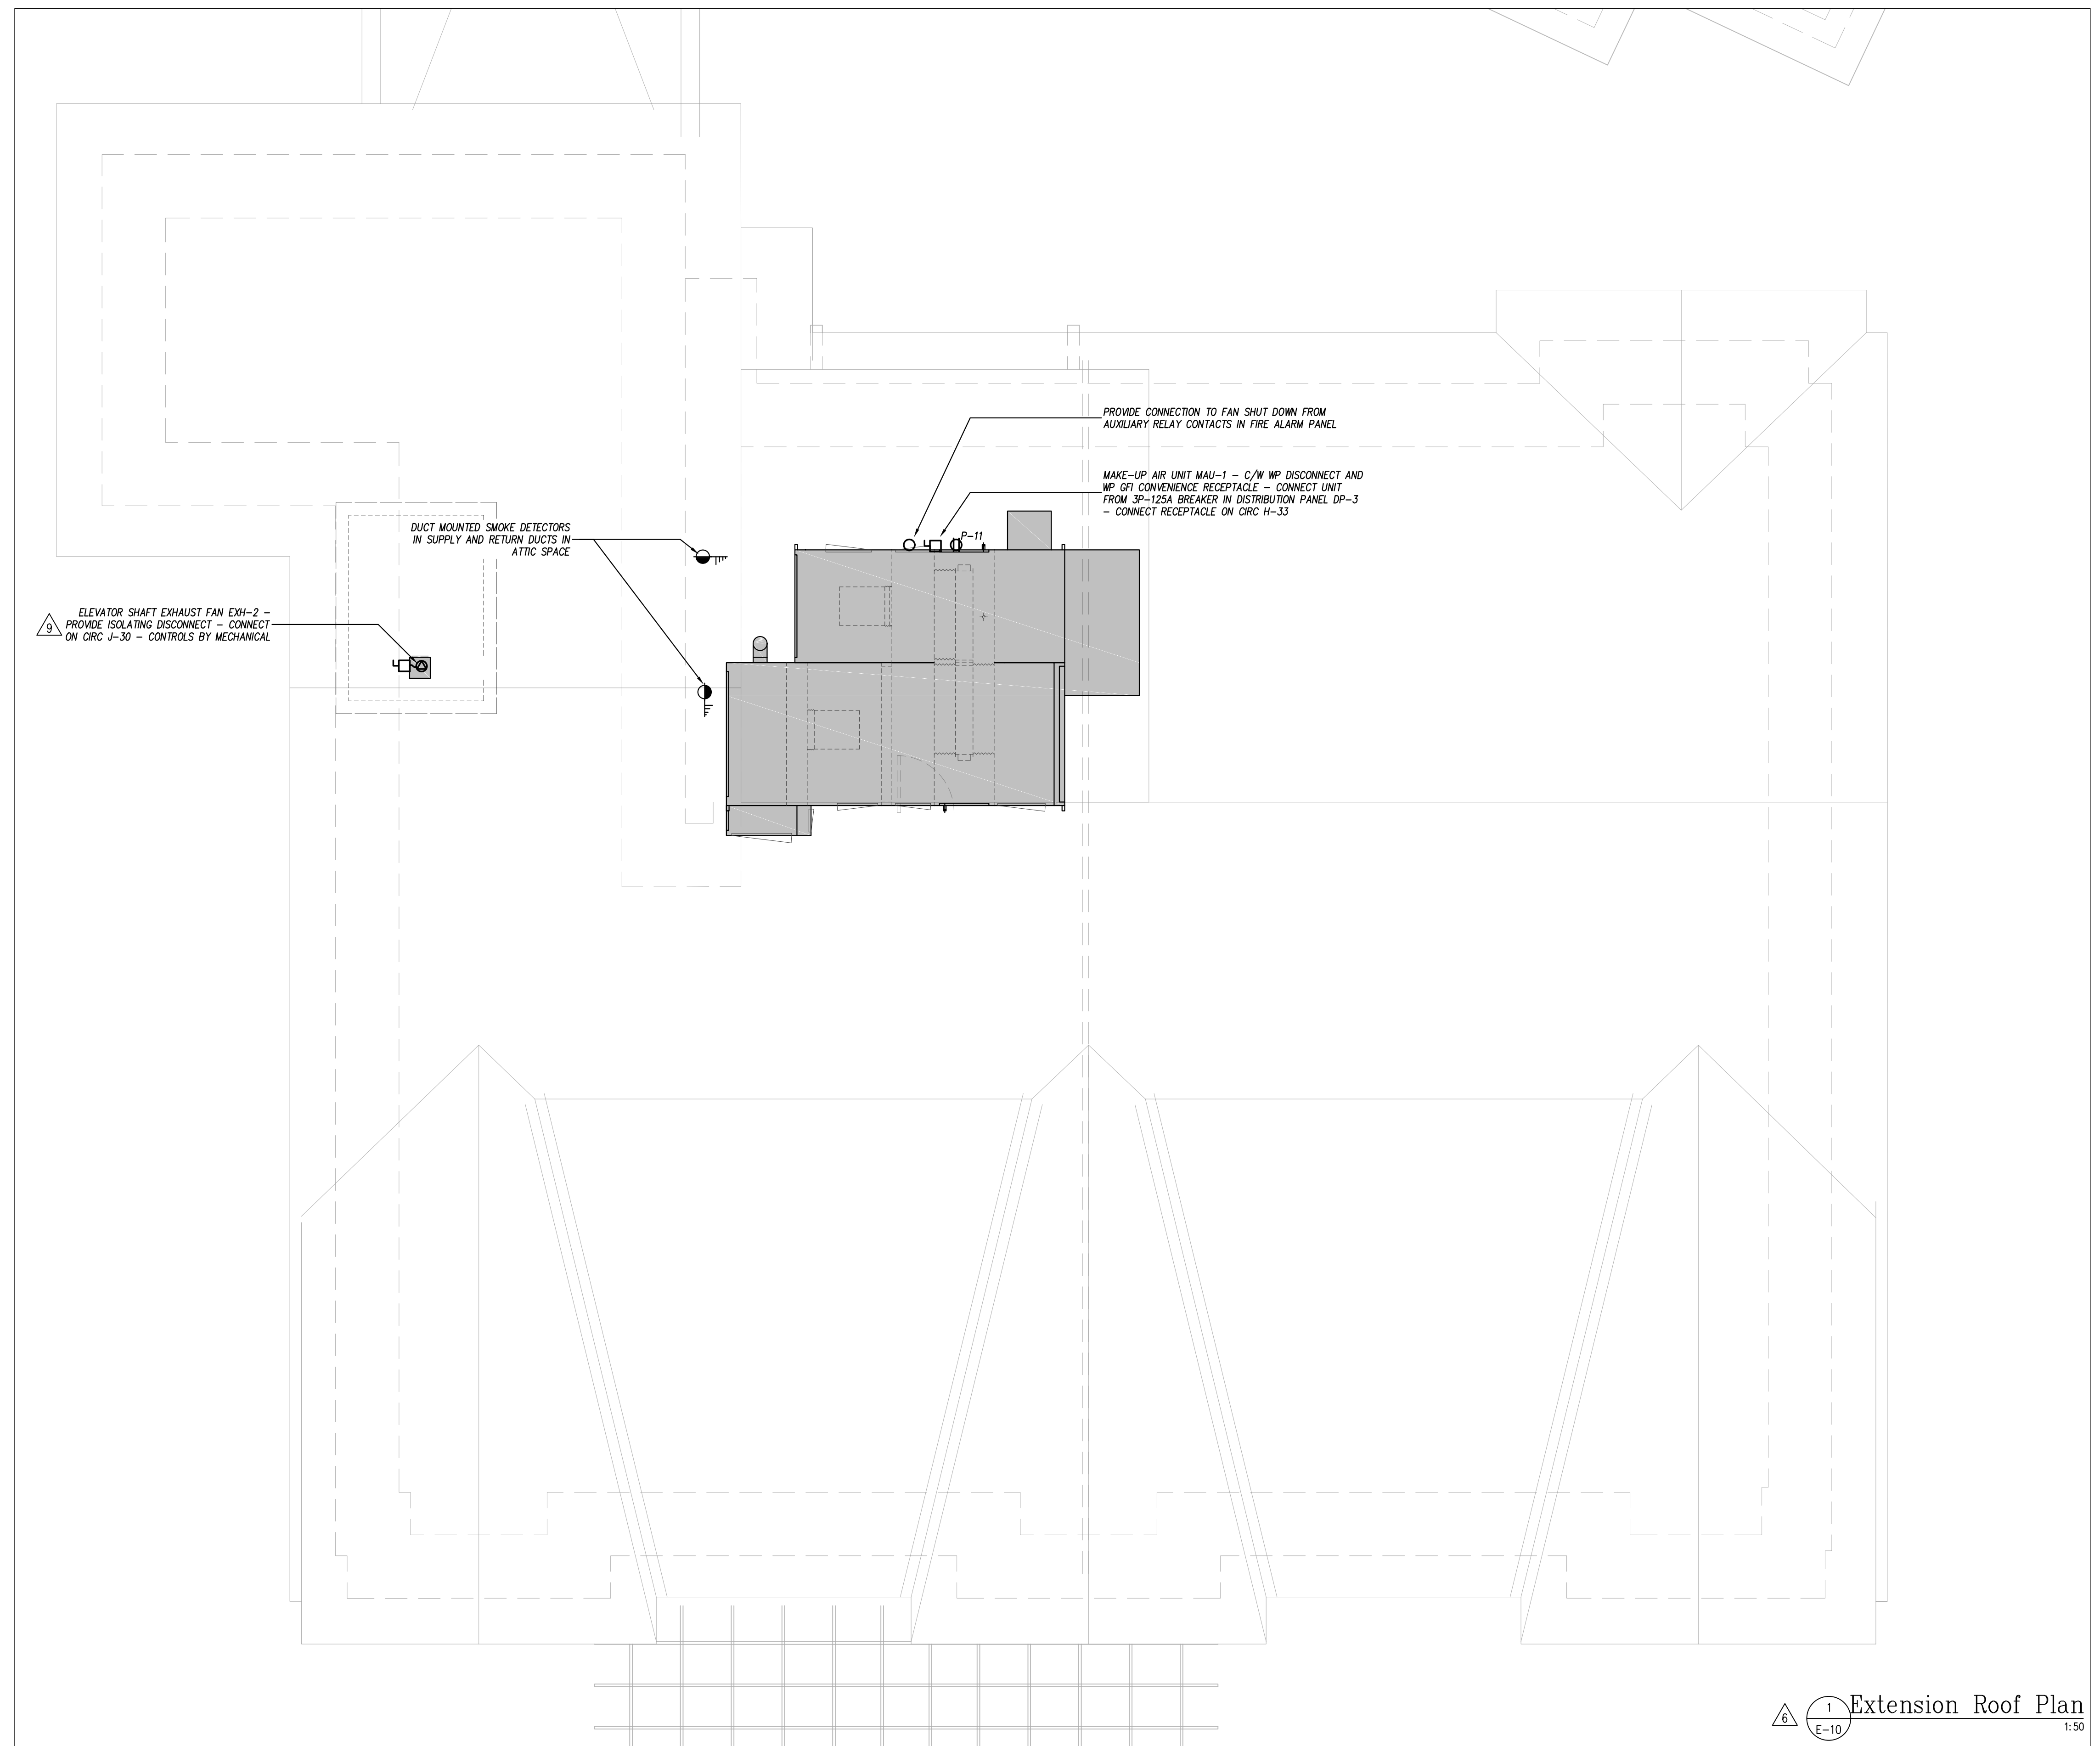 PROVIDE CONNECTION TO FAN SHUT DOWN FROM
AUXILIARY RELAY CONTACTS IN FIRE ALARM PANEL
MAKE-UP AIR UNIT MAU-1 - C/W WP DISCONNECT AND
WP GFI CONVENIENCE RECEPTACLE - CONNECT UNIT
FROM 3P-125A BREAKER IN DISTRIBUTION PANEL DP-3
- CONNECT RECEPTACLE ON CIRC H-33
P-11
DUCT MOUNTED SMOKE DETECTORS
IN SUPPLY AND RETURN DUCTS IN
ATTIC SPACE
9
ELEVATOR SHAFT EXHAUST FAN EXH-2 -
PROVIDE ISOLATING DISCONNECT - CONNECT
ON CIRC J-30 - CONTROLS BY MECHANICAL
6
1
E-10
Extension Roof Plan
1:50